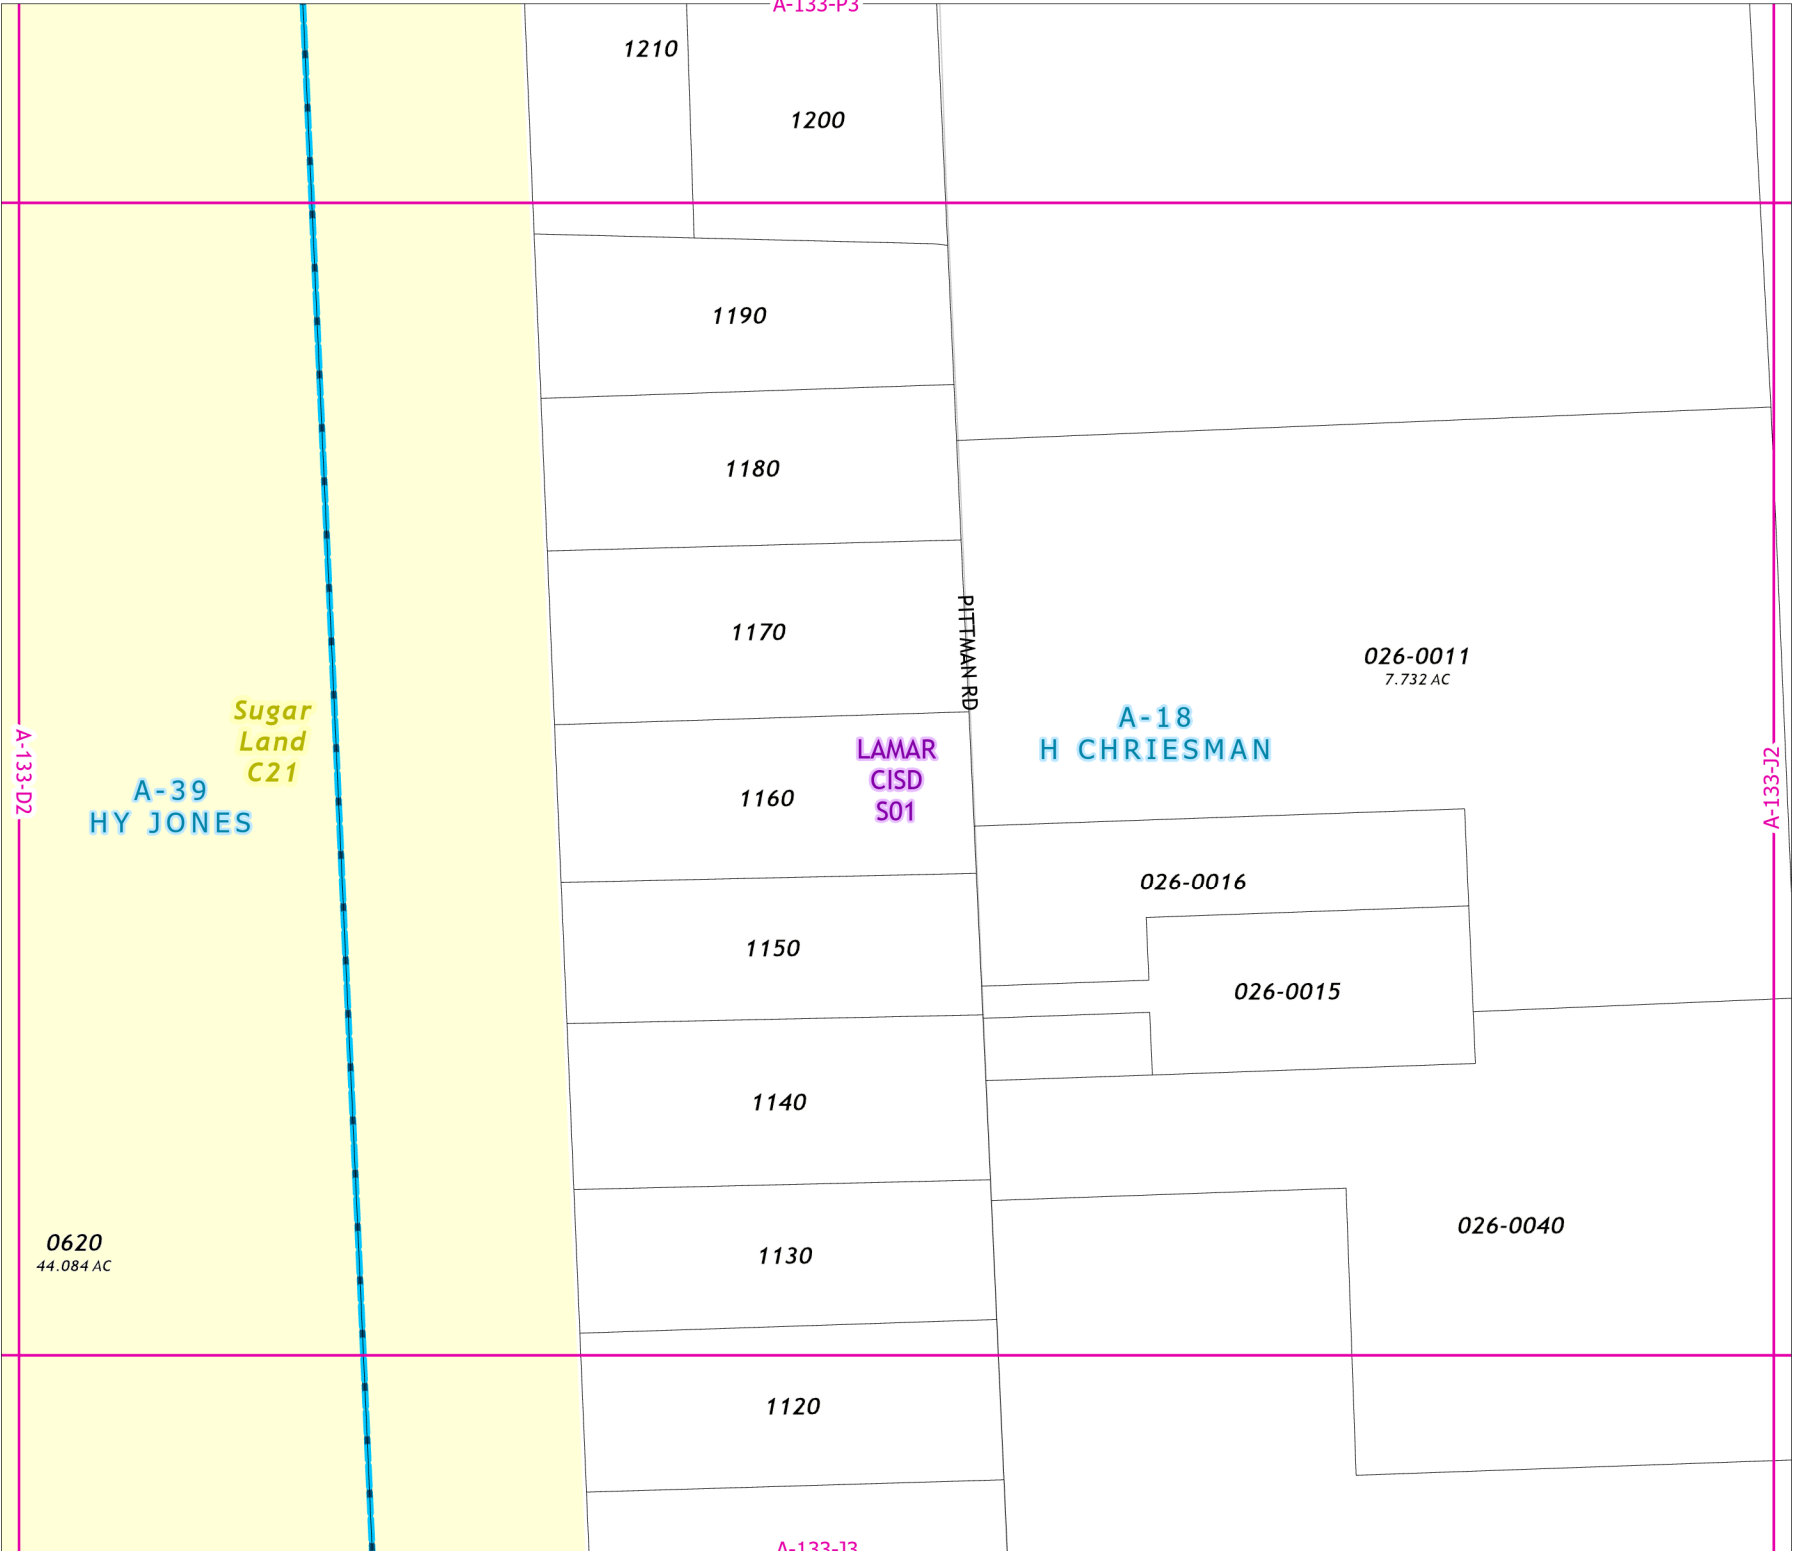 A-133-P3
1210
1200
1190
1180
1170
PITTMAN RD
026-0011
7.732 AC
Sugar
Land
C21
A-18
H CHRIESMAN
LAMAR
CISD
S01
A-133-D2
A-133-J2
A-39
HY JONES
1160
026-0016
1150
026-0015
1140
026-0040
0620
44.084 AC
1130
1120
A-133-J3